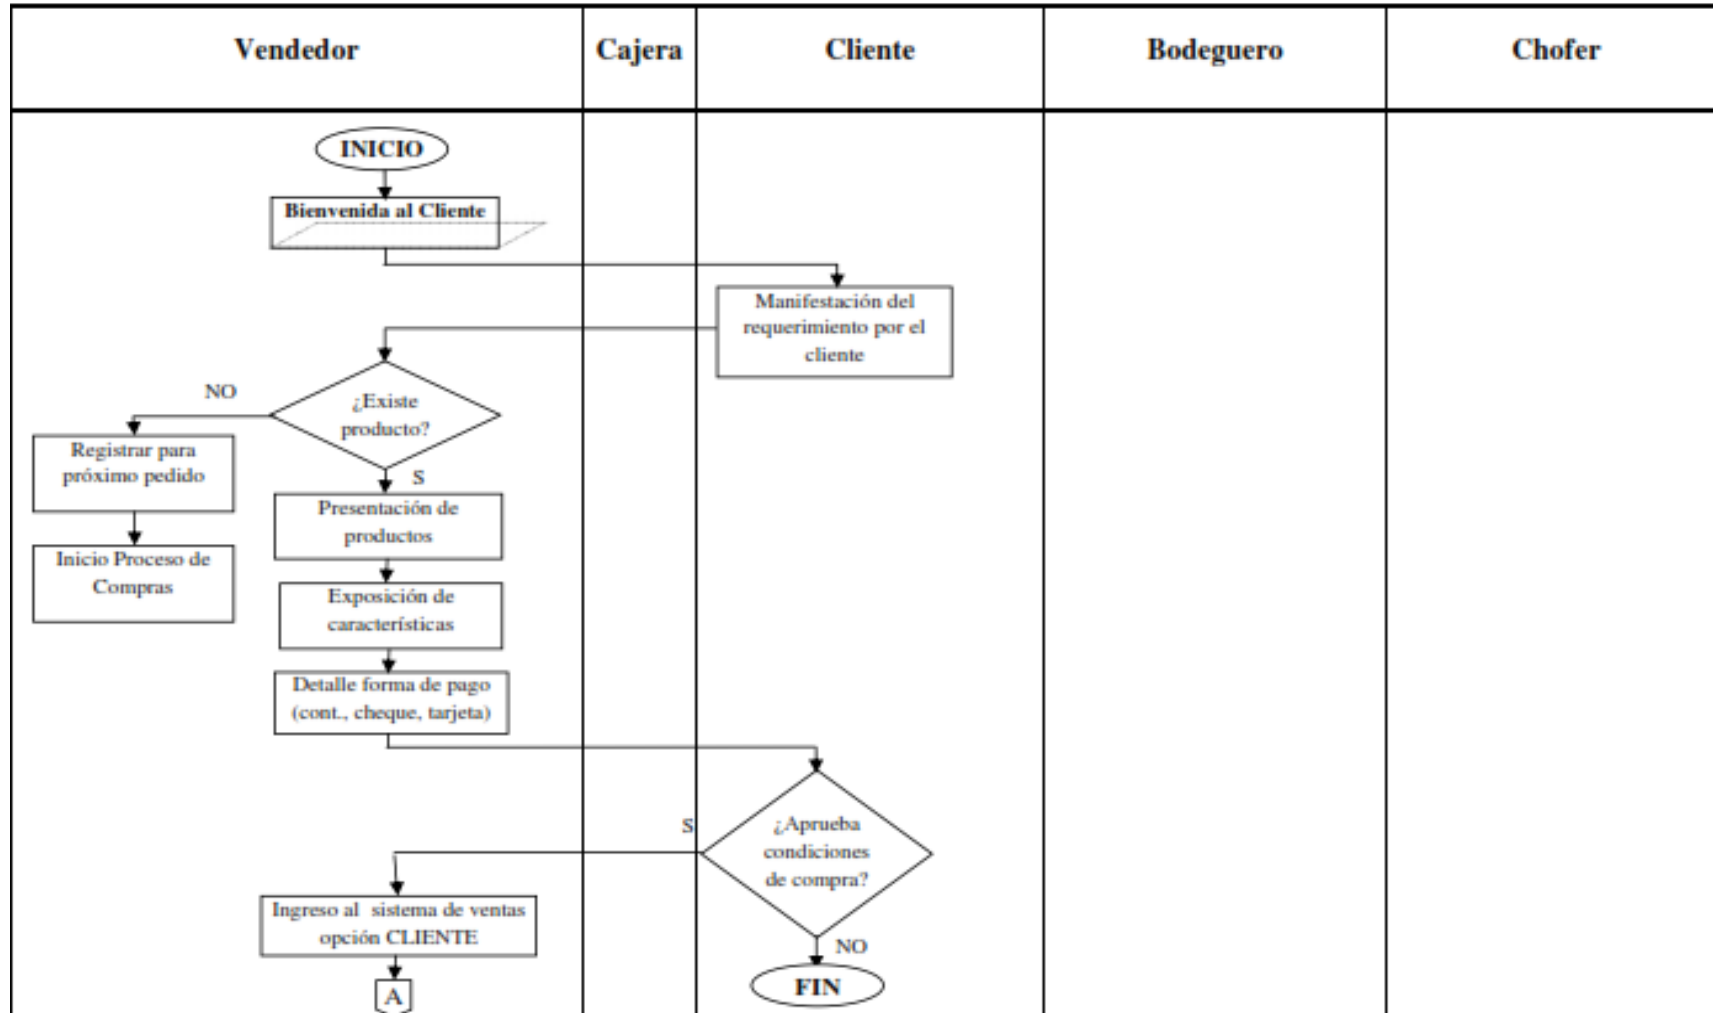 Vendedor
Cajera
Cliente
Bodeguero
Chofer
INICIO
Bienvenida al Cliente
Manifestación del
requerimiento por el
cliente
NO
¿Existe
producto?
Registrar para
próximo pedido
S
Presentación de
productos
Inicio Proceso de
Compras
Exposición de
características
Detalle forma de pago
(cont., cheque, tarjeta)
S
¿Aprueba
condiciones
de compra?
Ingreso al sistema de ventas
opción CLIENTE
NO
A
FIN